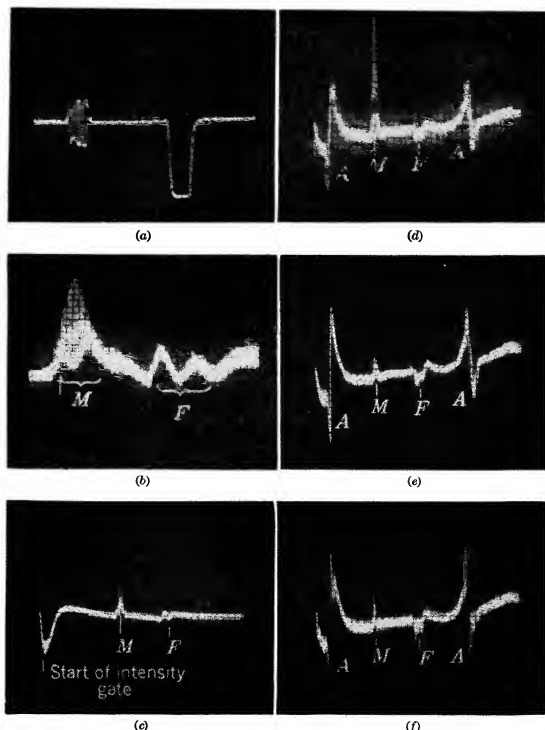 (a)
A M F A
(d)
M F
(b)
A M F A
(e)
M F
Start of intensity
gate
(c)
A M F A
(f)